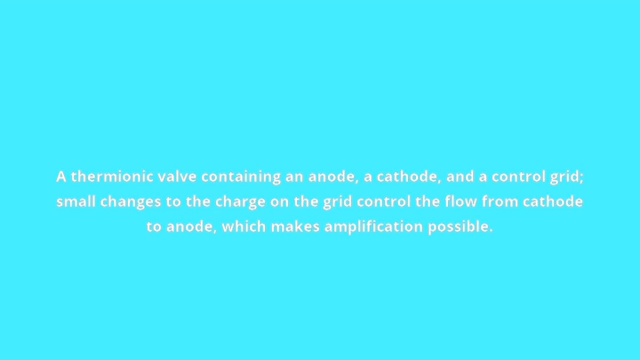 A thermionic valve containing an anode, a cathode, and a control grid;
small changes to the charge on the grid control the flow from cathode
to anode, which makes amplification possible.